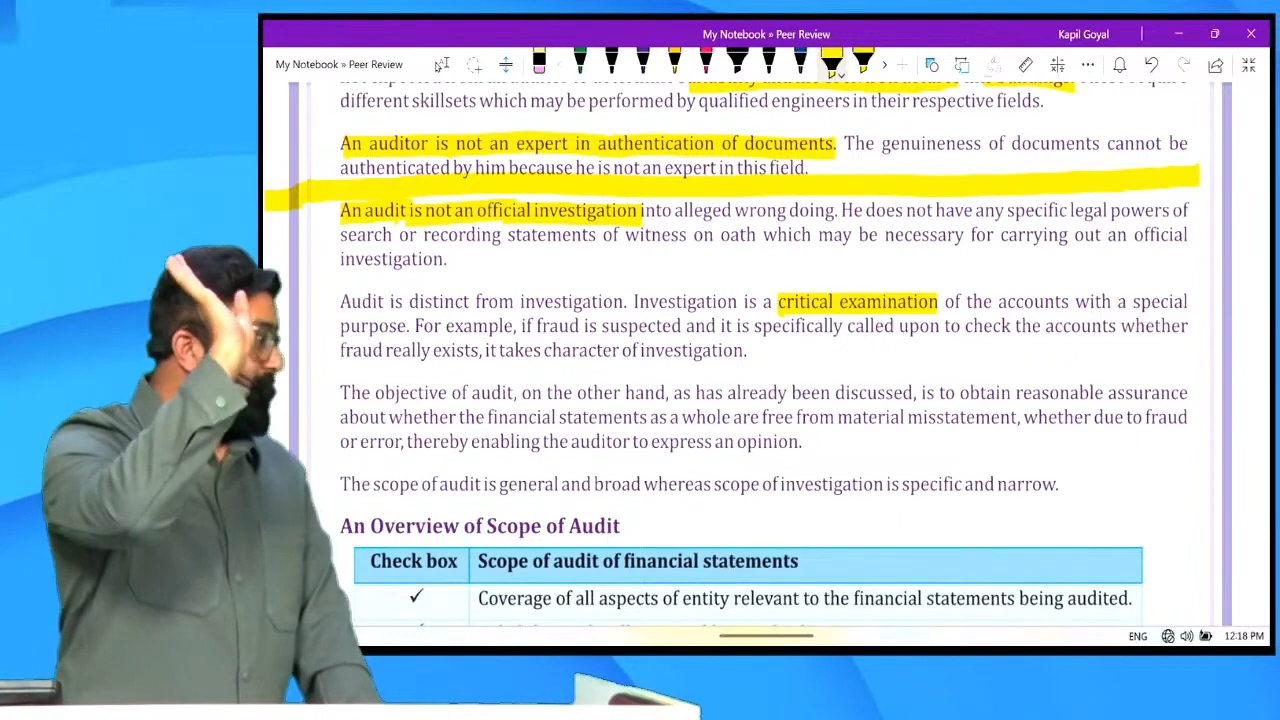 My Notebook » Peer Review
Kapil Goyal
My Notebook » Peer Review
different skillsets which may be performed by qualified engineers in their respective fields.
An auditor is not an expert in authentication of documents. The genuineness of documents cannot be
authenticated by him because he is not an expert in this field.
An audit is not an official investigation into alleged wrong doing. He does not have any specific legal powers of
search or recording statements of witness on oath which may be necessary for carrying out an official
investigation.
Audit is distinct from investigation. Investigation is a critical examination of the accounts with a special
purpose. For example, if fraud is suspected and it is specifically called upon to check the accounts whether
fraud really exists, it takes character of investigation.
The objective of audit, on the other hand, as has already been discussed, is to obtain reasonable assurance
about whether the financial statements as a whole are free from material misstatement, whether due to fraud
or error, thereby enabling the auditor to express an opinion.
The scope of audit is general and broad whereas scope of investigation is specific and narrow.
An Overview of Scope of Audit
Check box Scope of audit of financial statements
✓ Coverage of all aspects of entity relevant to the financial statements being audited.
ENG 12:18 PM